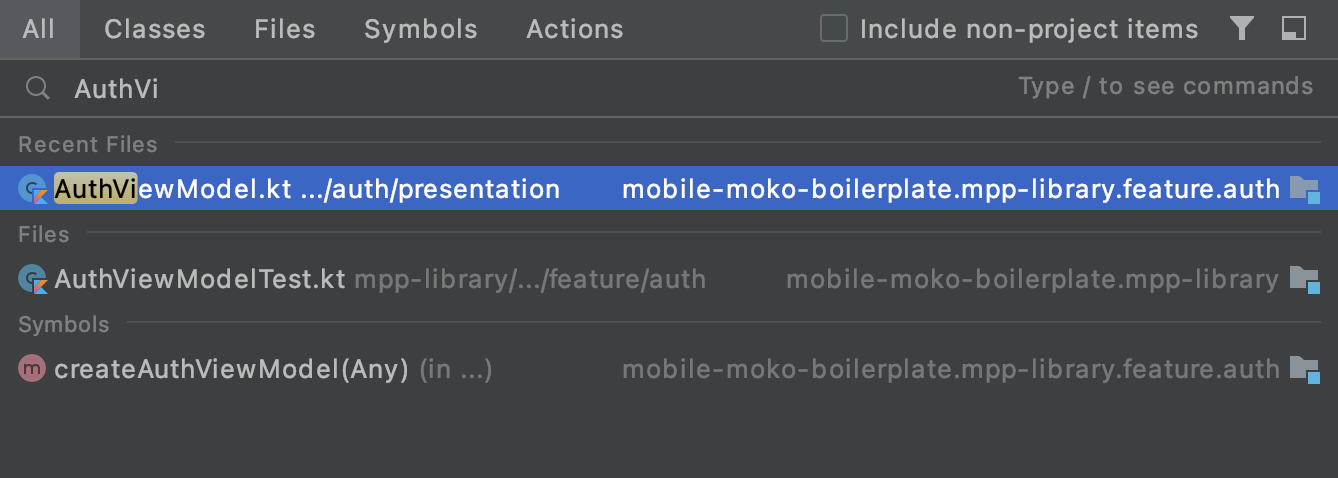 All Classes Files Symbols Actions Include non-project items
AuthVi Type / to see commands
Recent Files
AuthViewModel.kt .../auth/presentation mobile-moko-boilerplate.mpp-library.feature.auth
Files
AuthViewModelTest.kt mpp-library/.../feature/auth mobile-moko-boilerplate.mpp-library
Symbols
m createAuthViewModel(Any) (in ...) mobile-moko-boilerplate.mpp-library.feature.auth